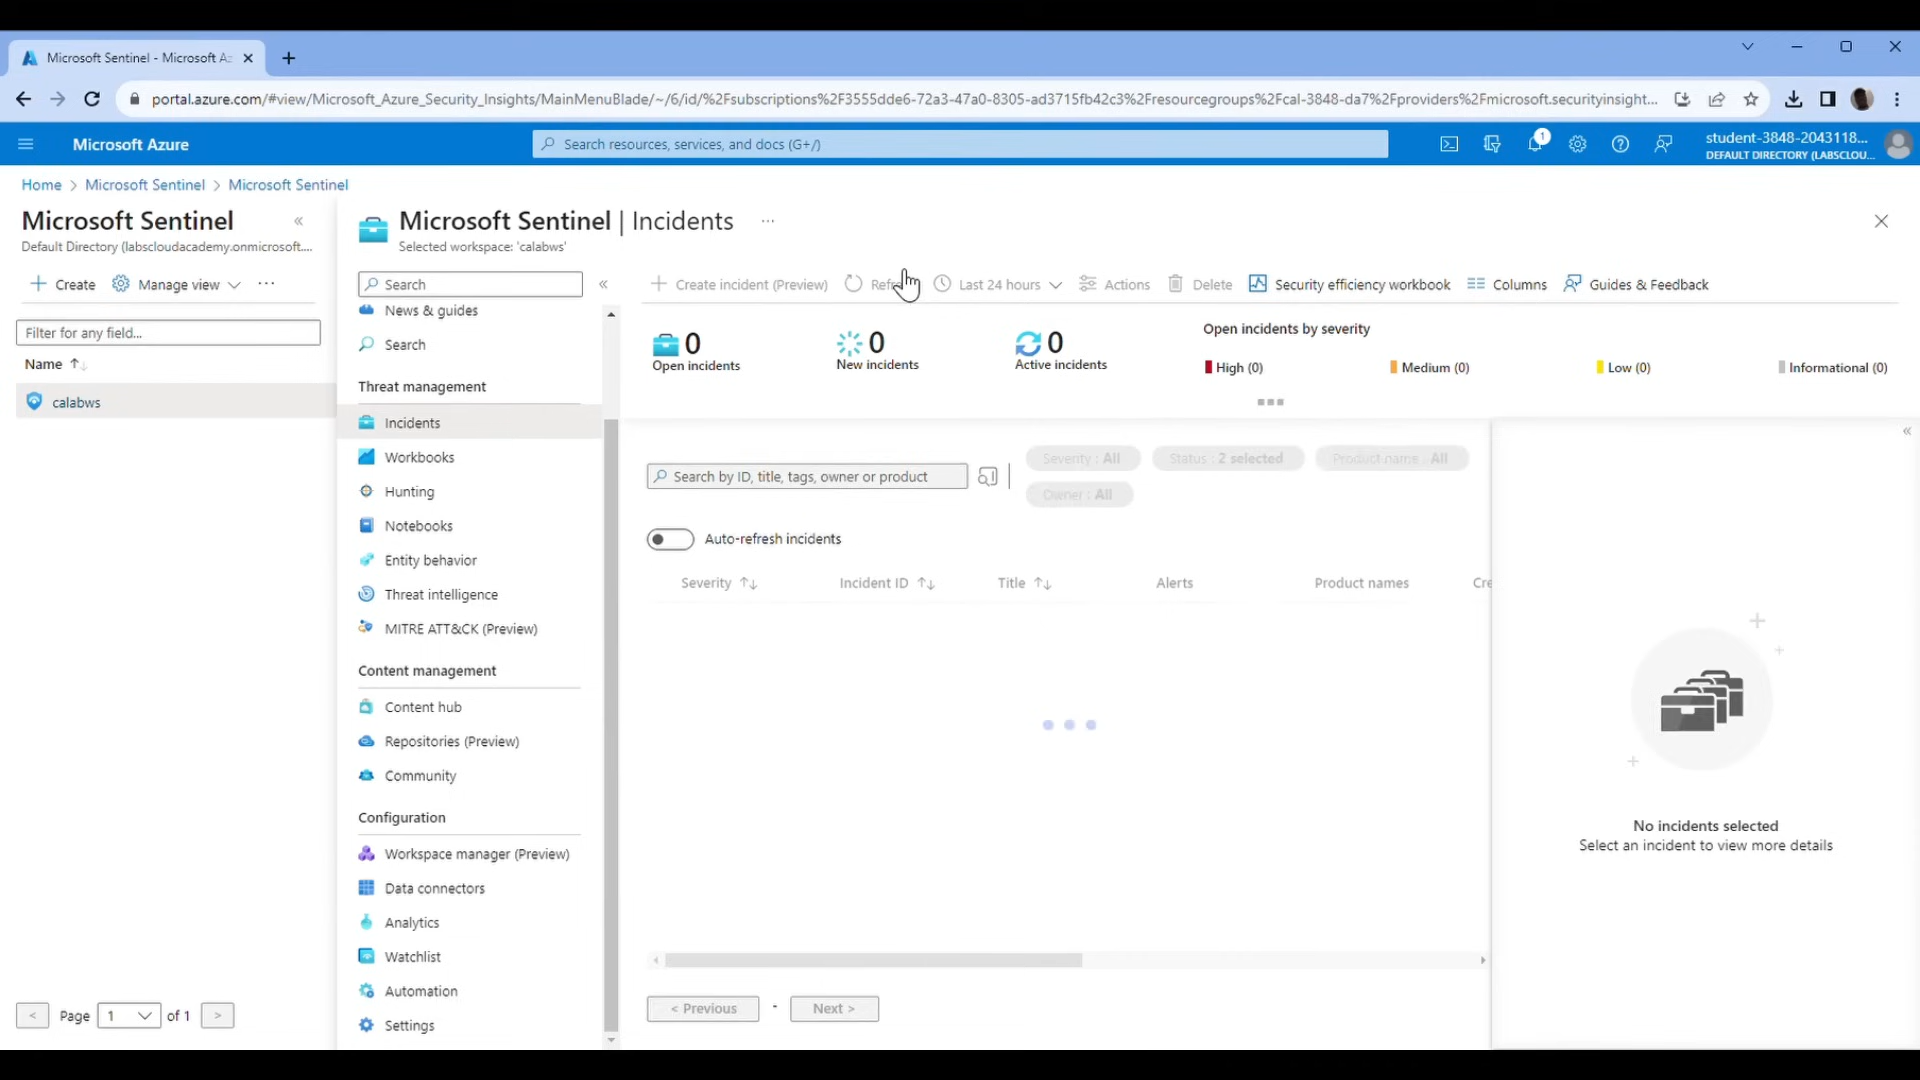 Microsoft Sentinel - Microsoft Az
portal.azure.com/#view/Microsoft_Azure_Security_Insights/MainMenuBlade/~/6/id/%2Fsubscriptions%2F3555dde6-72a3-47a0-8305-ad3715fb42c3%2Fresourcegroups%2Fcal-3848-da7%2Fproviders%2Fmicrosoft.securityinsight...
Microsoft Azure
Search resources, services, and docs (G+/)
1
student-3848-2043118...
DEFAULT DIRECTORY (LABSCLOU...
Home > Microsoft Sentinel > Microsoft Sentinel
Microsoft Sentinel
Default Directory (labscloudacademy.onmicrosoft....
+ Create
Manage view
...
Filter for any field...
Name
calabws
< Page 1 of 1 >
Microsoft Sentinel | Incidents
...
Selected workspace: 'calabws'
Search
News & guides
Search
Threat management
Incidents
Workbooks
Hunting
Notebooks
Entity behavior
Threat intelligence
MITRE ATT&CK (Preview)
Content management
Content hub
Repositories (Preview)
Community
Configuration
Workspace manager (Preview)
Data connectors
Analytics
Watchlist
Automation
Settings
+ Create incident (Preview)
Last 24 hours
Actions
Delete
Security efficiency workbook
Columns
Guides & Feedback
0
Open incidents
0
New incidents
0
Active incidents
Open incidents by severity
High (0)
Medium (0)
Low (0)
Informational (0)
Search by ID, title, tags, owner or product
Severity : All
Status : 2 selected
Product name : All
Owner : All
Auto-refresh incidents
Severity
Incident ID
Title
Alerts
Product names
Cre
< Previous - Next >
No incidents selected
Select an incident to view more details